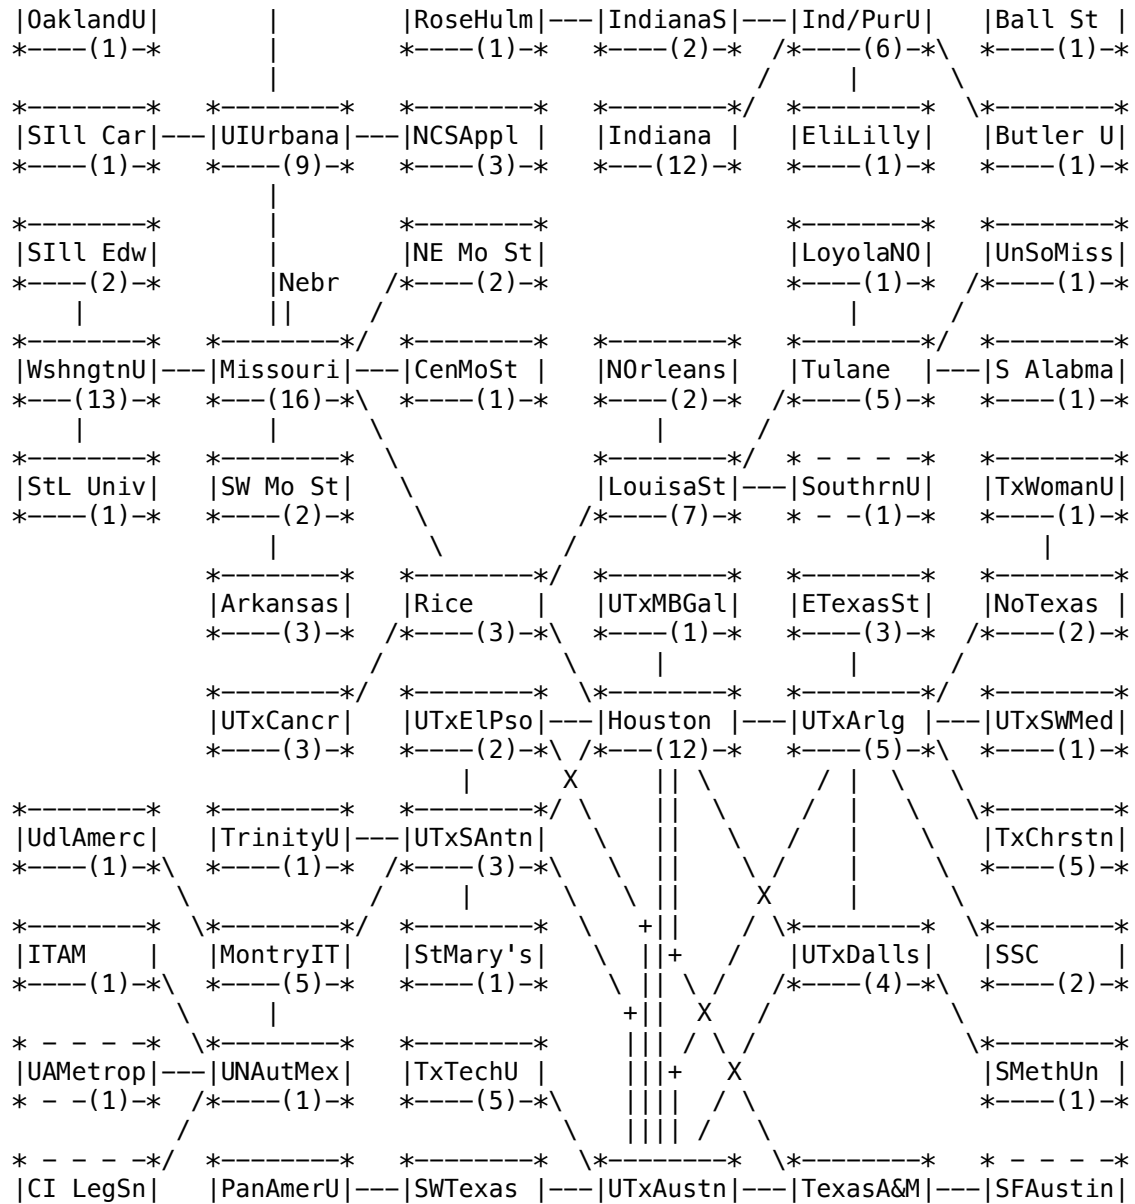 |OaklandU|       |       |RoseHulm|---|IndianaS|---|Ind/PurU|   |Ball St |
*----(1)-*       |       *----(1)-*   *----(2)-*  /*----(6)-*\  *----(1)-*
                 |                               /     |      \
*--------*   *--------*   *--------*   *--------*/  *--------*   \*--------*
|SIll Car|---|UIUrbana|---|NCSAppl |   |Indiana |   |EliLilly|   |Butler U|
*----(1)-*   *----(9)-*   *----(3)-*   *---(12)-*   *----(1)-*   *----(1)-*
                 |
*--------*       |        *--------*                *--------*   *--------*
|SIll Edw|       |        |NE Mo St|                |LoyolaNO|   |UnSoMiss|
*----(2)-*       |Nebr   /*----(2)-*                *----(1)-*  /*----(1)-*
    |            ||     /                               |      /
*--------*   *--------*/  *--------*   *--------*   *--------*/  *--------*
|WshngtnU|---|Missouri|---|CenMoSt |   |NOrleans|   |Tulane  |---|S Alabma|
*---(13)-*   *---(16)-*\  *----(1)-*   *----(2)-*  /*----(5)-*   *----(1)-*
    |            |      \                  |      /
*--------*   *--------*  \             *--------*/  * - - - -*   *--------*
|StL Univ|   |SW Mo St|   \            |LouisaSt|---|SouthrnU|   |TxWomanU|
*----(1)-*   *----(2)-*    \          /*----(7)-*   * - -(1)-*   *----(1)-*
                 |          \        /                               |
             *--------*   *--------*/  *--------*   *--------*   *--------*
             |Arkansas|   |Rice    |   |UTxMBGal|   |ETexasSt|   |NoTexas |
             *----(3)-*  /*----(3)-*\  *----(1)-*   *----(3)-*  /*----(2)-*
                        /            \     |            |      /
             *--------*/  *--------*  \*--------*   *--------*/  *--------*
             |UTxCancr|   |UTxElPso|---|Houston |---|UTxArlg |---|UTxSWMed|
             *----(3)-*   *----(2)-*\ /*---(12)-*   *----(5)-*\  *----(1)-*
                              |      X     || \       / |  \   \
*--------*   *--------*   *--------*/ \    ||  \     /  |   \   \*--------*
|UdlAmerc|   |TrinityU|---|UTxSAntn|   \   ||   \   /   |    \   |TxChrstn|
*----(1)-*\  *----(1)-*  /*----(3)-*\   \  ||    \ /    |     \  *----(5)-*
           \            /     |      \   \ ||     X     |      \
*--------*  \*--------*/  *--------*  \   +||    / \*--------*  \*--------*
|ITAM    |   |MontryIT|   |StMary's|   \  ||+   /   |UTxDalls|   |SSC     |
*----(1)-*\  *----(5)-*   *----(1)-*    \ || \ /   /*----(4)-*\  *----(2)-*
           \     |                       +||  X   /            \
* - - - -*  \*--------*   *--------*     ||| / \ /              \*--------*
|UAMetrop|---|UNAutMex|   |TxTechU |     |||+   X                |SMethUn |
* - -(1)-*  /*----(1)-*   *----(5)-*\    ||||  / \               *----(1)-*
           /                         \   |||| /   \
* - - - -*/  *--------*   *--------*  \*--------*  \*--------*   * - - - -*
|CI LegSn|   |PanAmerU|---|SWTexas |---|UTxAustn|---|TexasA&M|---|SFAustin|